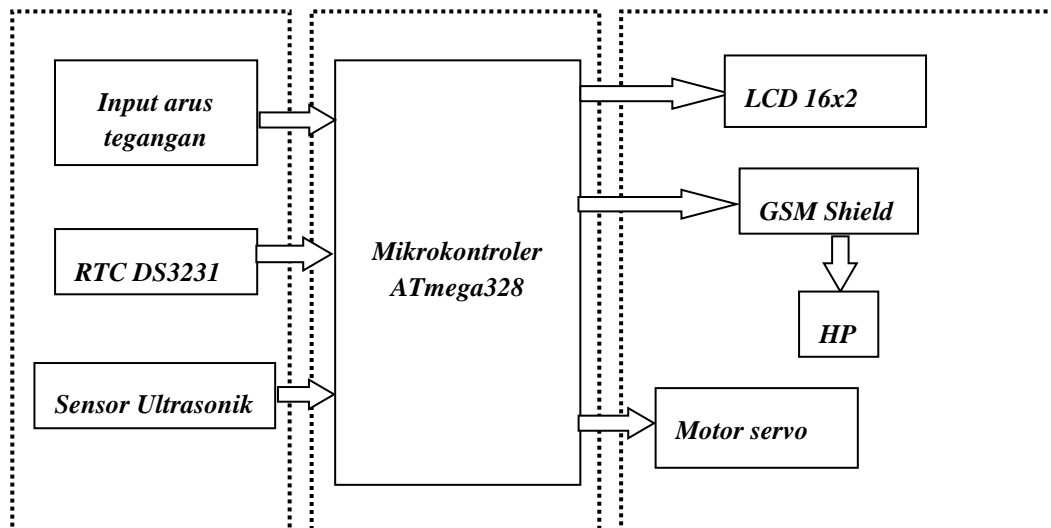 Input arus
tegangan
RTC DS3231
Sensor Ultrasonik
Mikrokontroler
ATmega328
LCD 16x2
GSM Shield
HP
Motor servo